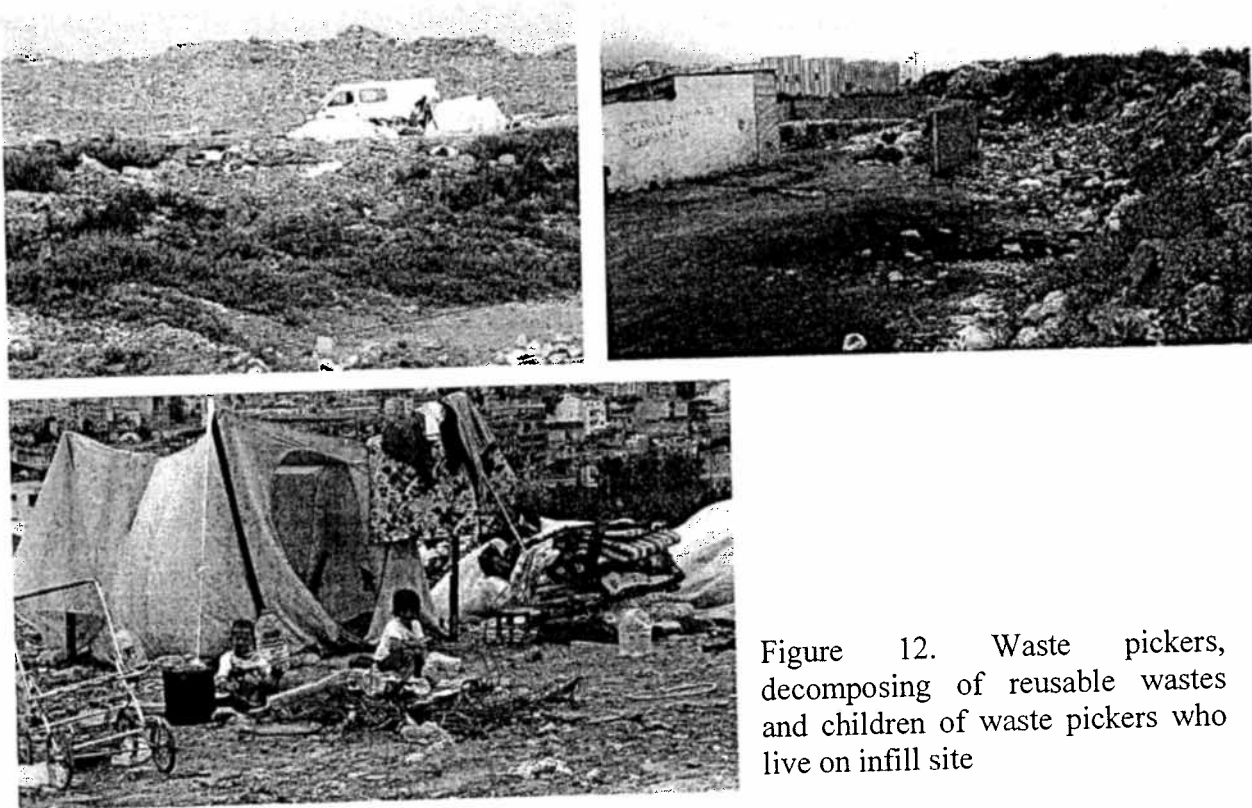 Figure 12. Waste pickers,
decomposing of reusable wastes
and children of waste pickers who
live on infill site